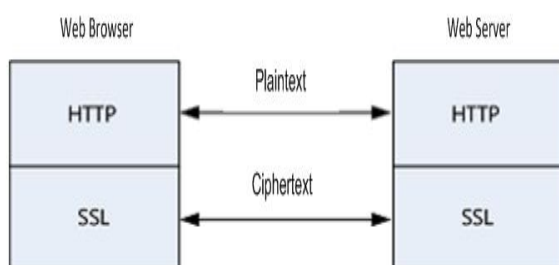 Web Browser
Web Server
Plaintext
HTTP
HTTP
Ciphertext
SSL
SSL